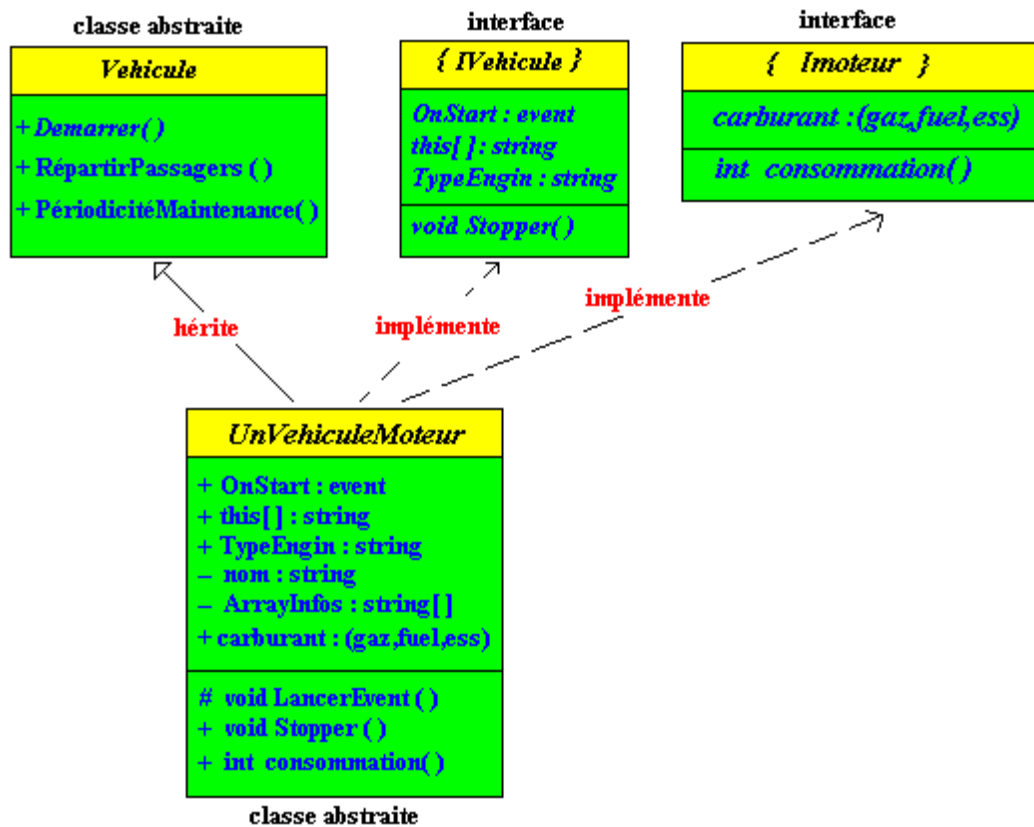 classe abstraite
Vehicule
+ Demarrer()
+ RépartirPassagers ()
+ PériodicitéMaintenance()
interface
{ IVehicule }
OnStart : event
this[ ] : string
TypeEngin : string
void Stopper()
interface
{ Imoteur }
carburant :(gaz,fuel,ess)
int consommation()
hérite
implémente
implémente
UnVehiculeMoteur
+ OnStart : event
+ this[ ] : string
+ TypeEngin : string
– nom : string
– ArrayInfos : string[ ]
+ carburant : (gaz,fuel,ess)
# void LancerEvent ( )
+ void Stopper ( )
+ int consommation()
classe abstraite